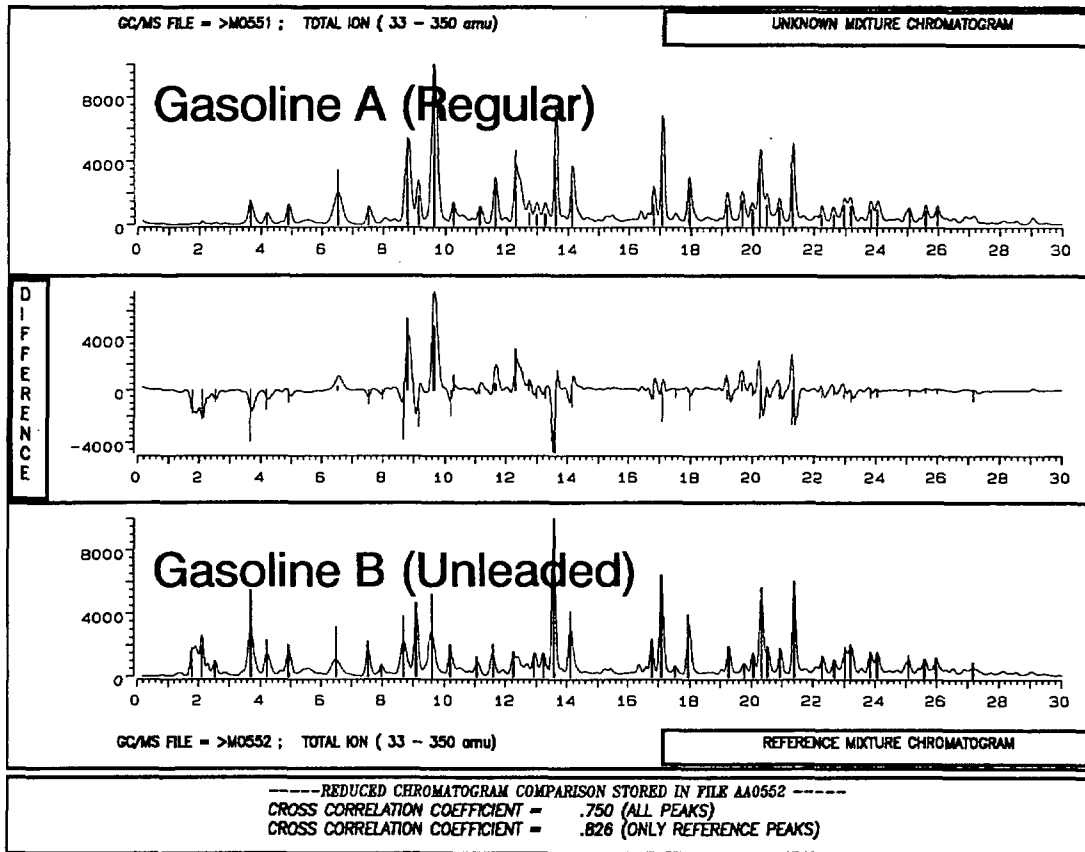 GC/MS FILE = >M0551 ; TOTAL ION ( 33 - 350 amu)
UNKNOWN MIXTURE CHROMATOGRAM
Gasoline A (Regular)
8000
4000
0
0 2 4 6 8 10 12 14 16 18 20 22 24 26 28 30
DIFFERENCE
4000
0
-4000
0 2 4 6 8 10 12 14 16 18 20 22 24 26 28 30
Gasoline B (Unleaded)
8000
4000
0
0 2 4 6 8 10 12 14 16 18 20 22 24 26 28 30
GC/MS FILE = >M0552 ; TOTAL ION ( 33 - 350 amu)
REFERENCE MIXTURE CHROMATOGRAM
-----REDUCED CHROMATOGRAM COMPARISON STORED IN FILE AA0552 -----
CROSS CORRELATION COEFFICIENT = .750 (ALL PEAKS)
CROSS CORRELATION COEFFICIENT = .826 (ONLY REFERENCE PEAKS)